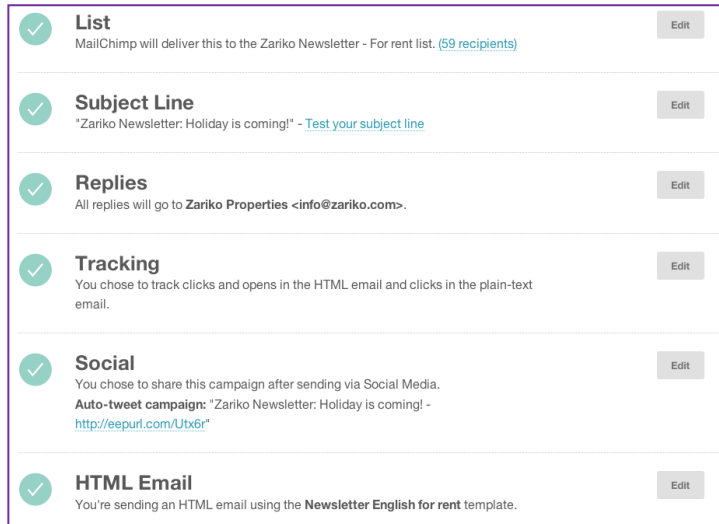 List
Edit
MailChimp will deliver this to the Zariko Newsletter - For rent list. (59 recipients)
Subject Line
Edit
"Zariko Newsletter: Holiday is coming!" - Test your subject line
Replies
Edit
All replies will go to Zariko Properties <info@zariko.com>.
Tracking
Edit
You chose to track clicks and opens in the HTML email and clicks in the plain-text
email.
Social
Edit
You chose to share this campaign after sending via Social Media.
Auto-tweet campaign: "Zariko Newsletter: Holiday is coming! -
http://eepurl.com/Utx6r"
HTML Email
Edit
You're sending an HTML email using the Newsletter English for rent template.